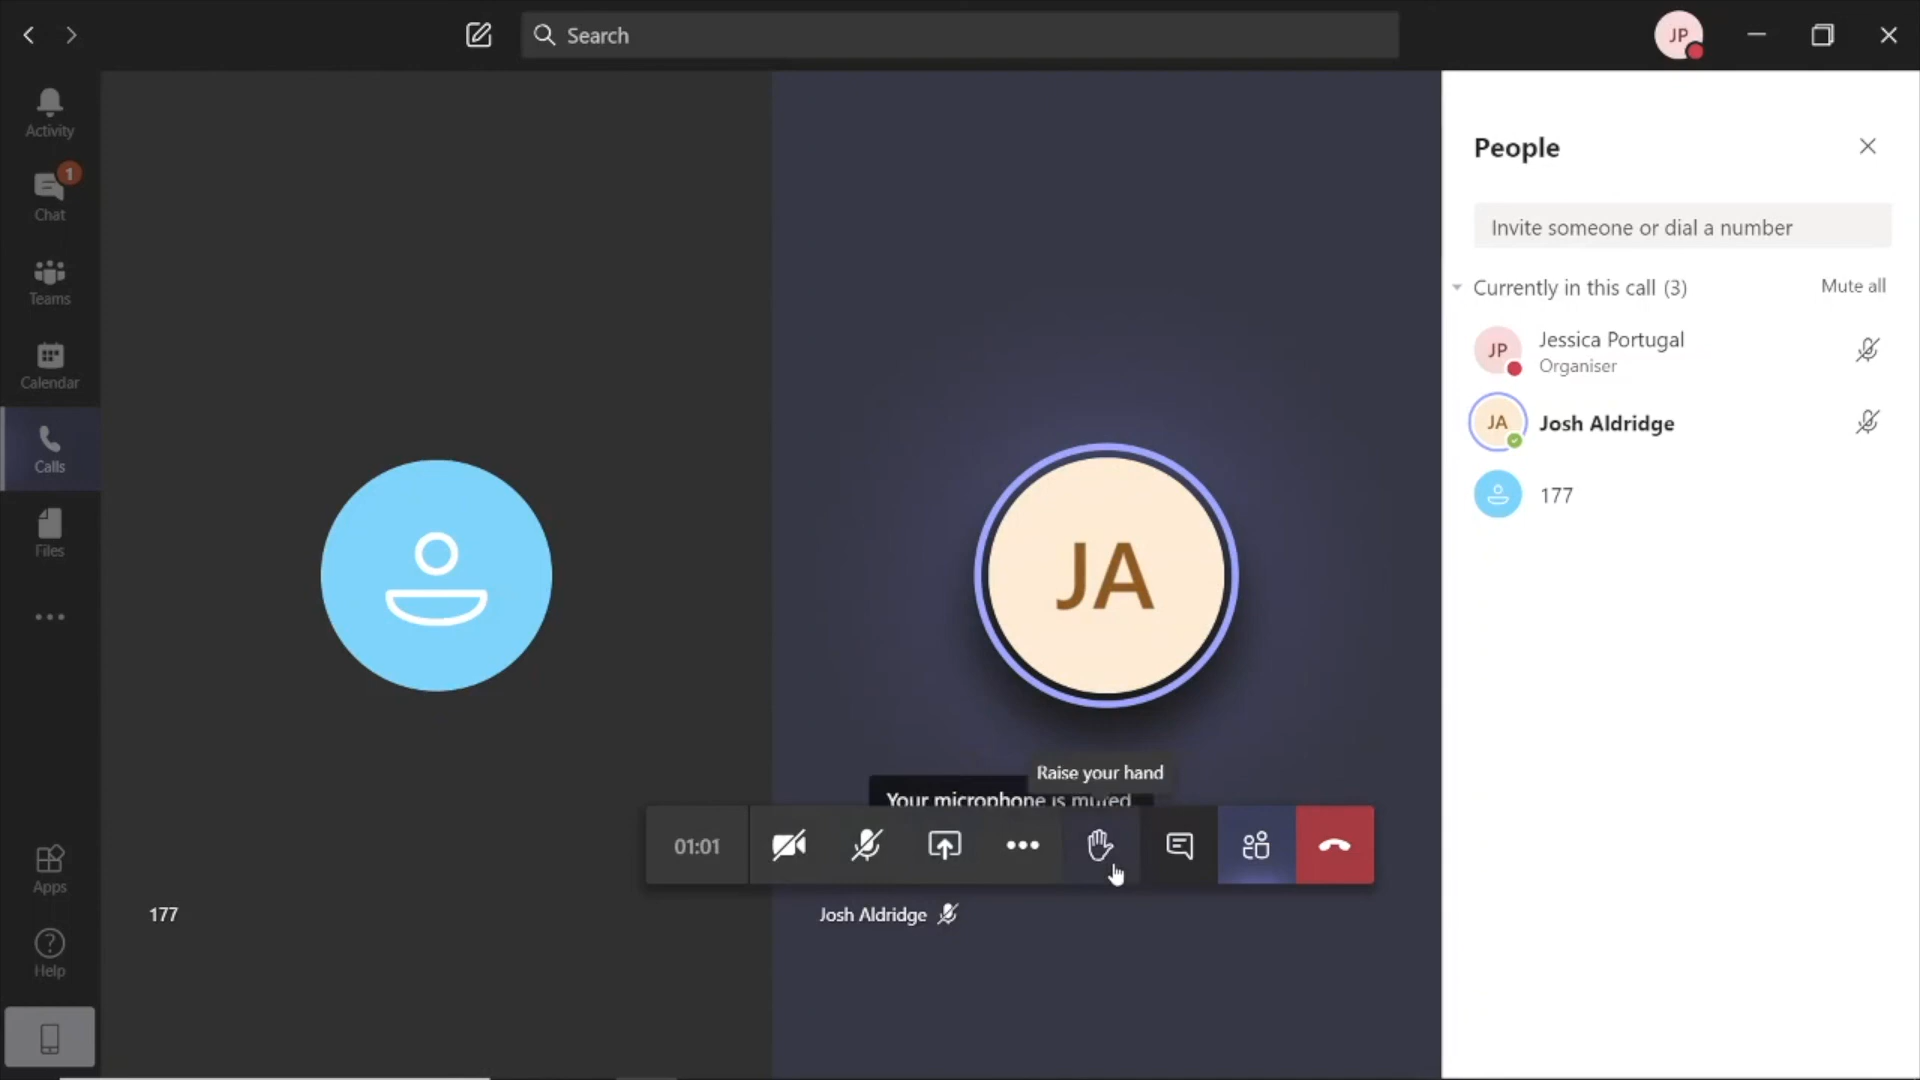 Search
JP
Activity
1
Chat
Teams
Calendar
Calls
Files
Apps
Help
JA
Raise your hand
Your microphone is muted
01:01
177
Josh Aldridge
People
Invite someone or dial a number
Currently in this call (3)
Mute all
JP
Jessica Portugal
Organiser
JA
Josh Aldridge
177